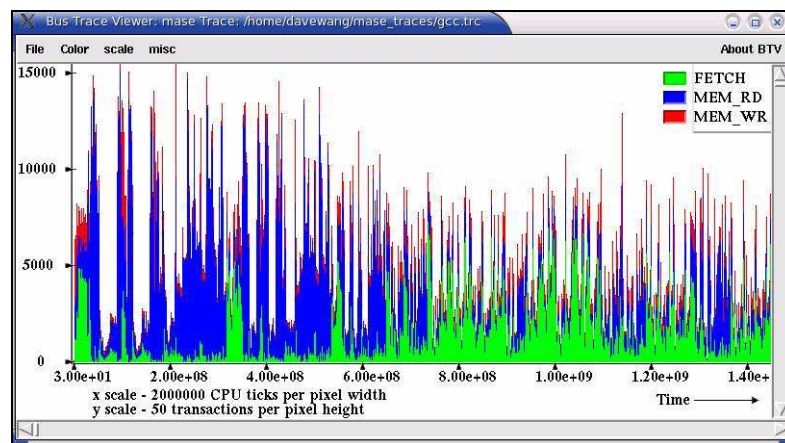 Bus Trace Viewer: mase Trace: /home/davewang/mase_traces/gcc.trc
File Color scale misc About BTV
15000
FETCH
MEM_RD
MEM_WR
10000
5000
0
3.00e+01 2.00e+08 4.00e+08 6.00e+08 8.00e+08 1.00e+09 1.20e+09 1.40e+
x scale - 2000000 CPU ticks per pixel width
Time
y scale - 50 transactions per pixel height